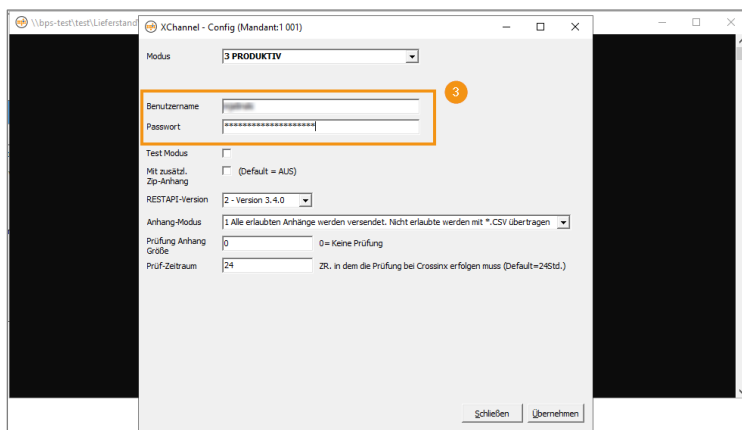 \\bps-test\test\Lieferstand
XChannel - Config (Mandant:1 001)
Modus 3 PRODUKTIV
3
Benutzername
Passwort *********************
Test Modus
Mit zusätzl. Zip-Anhang (Default = AUS)
RESTAPI-Version 2 - Version 3.4.0
Anhang-Modus 1 Alle erlaubten Anhänge werden versendet. Nicht erlaubte werden mit *.CSV übertragen
Prüfung Anhang Größe 0 0= Keine Prüfung
Prüf-Zeitraum 24 ZR. in dem die Prüfung bei Crossinx erfolgen muss (Default=24Std.)
Schließen Übernehmen